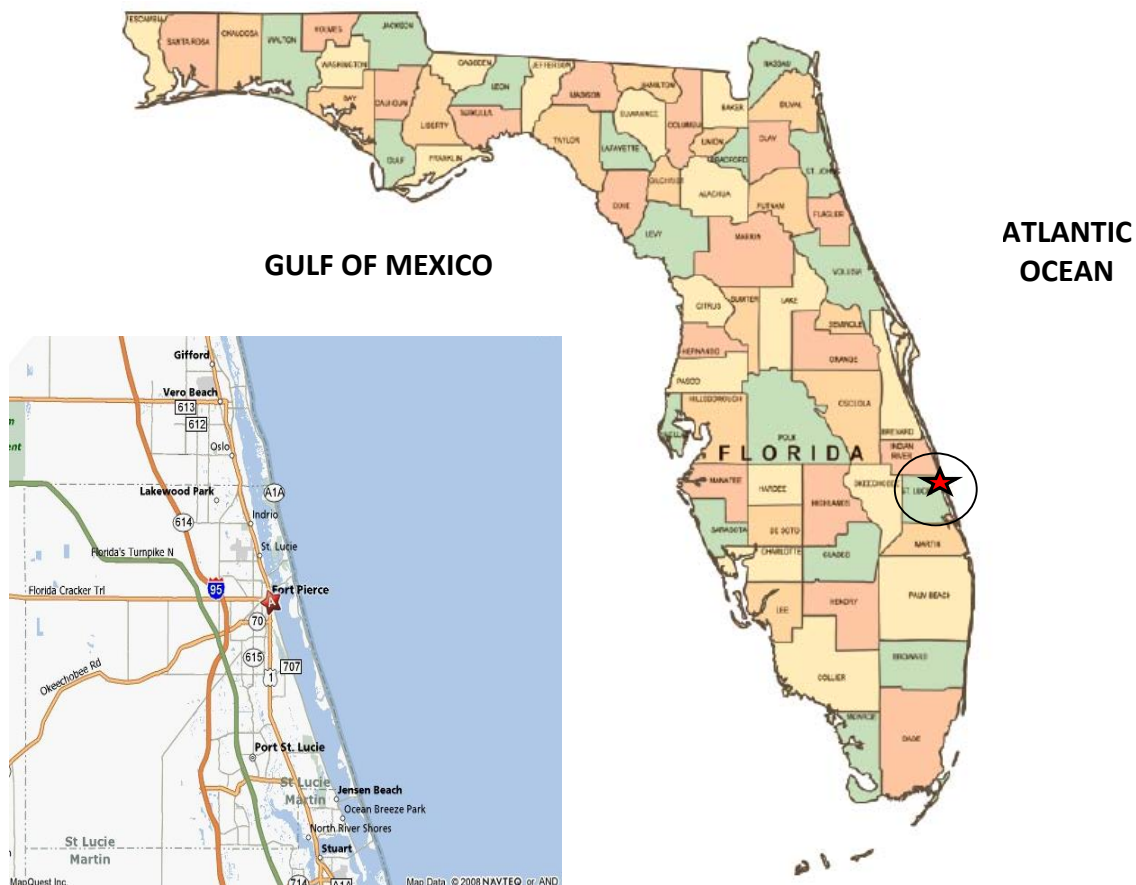 ESCAMBIA
SANTA ROSA
OKALOOSA
WALTON
HOLMES
JACKSON
WASHINGTON
BAY
CALHOUN
GULF
LIBERTY
GADSDEN
FRANKLIN
LEON
WAKULLA
JEFFERSON
MADISON
TAYLOR
HAMILTON
SUWANNEE
LAFAYETTE
DIXIE
COLUMBIA
GILCHRIST
BAKER
UNION
BRADFORD
ALACHUA
LEVY
NASSAU
DUVAL
CLAY
ST. JOHNS
PUTNAM
FLAGLER
MARION
VOLUSIA
CITRUS
SUMTER
LAKE
SEMINOLE
HERNANDO
ORANGE
PASCO
HILLSBOROUGH
POLK
OSCEOLA
BREVARD
INDIAN
RIVER
FLORIDA
MANATEE
HARDEE
HIGHLANDS
OKEECHOBEE
ST. LUCIE
SARASOTA
DE SOTO
MARTIN
CHARLOTTE
GLADES
LEE
HENDRY
PALM BEACH
COLLIER
BROWARD
MONROE
DADE
GULF OF MEXICO
ATLANTIC
OCEAN
Gifford
Vero Beach
613
612
Oslo
Lakewood Park
A1A
614
Indrio
St. Lucie
Florida's Turnpike N
Florida Cracker Trl
95
Fort Pierce
A
70
Okeechobee Rd
615
707
1
Port St. Lucie
St Lucie
Martin
Jensen Beach
Ocean Breeze Park
North River Shores
St Lucie
Martin
Stuart
714
A1A
MapQuest Inc.
Map Data © 2008 NAVTEQ or AND